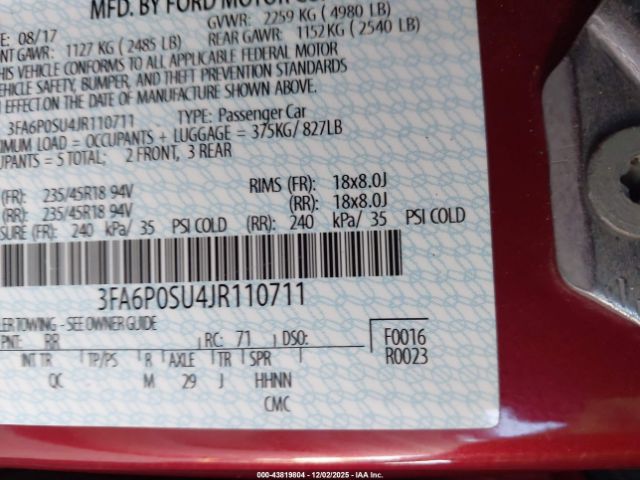 MFD. BY FORD MOTOR CO
08/17 GVWR: 2259 KG ( 4980 LB)
NT GAWR: 1127 KG ( 2485 LB) REAR GAWR: 1152 KG ( 2540 LB)
HIS VEHICLE CONFORMS TO ALL APPLICABLE FEDERAL MOTOR
VEHICLE SAFETY, BUMPER, AND THEFT PREVENTION STANDARDS
EFFECT ON THE DATE OF MANUFACTURE SHOWN ABOVE.
3FA6P0SU4JR110711 TYPE: Passenger Car
IMUM LOAD = OCCUPANTS + LUGGAGE = 375KG/ 827LB
UPANTS = 5 TOTAL; 2 FRONT, 3 REAR
(FR): 235/45R18 94V RIMS (FR): 18x8.0J
(RR): 235/45R18 94V (RR): 18x8.0J
SURE (FR): 240 kPa/ 35 PSI COLD (RR): 240 kPa/ 35 PSI COLD
3FA6P0SU4JR110711
LER TOWING - SEE OWNER GUIDE
PNT: RR RC: 71 DSO: F0016
INT TR TP/PS R AXLE TR SPR R0023
QC M 29 J HHNN
CMC
000-43819804 | 12/02/2025 - IAA, Inc. - Copyright